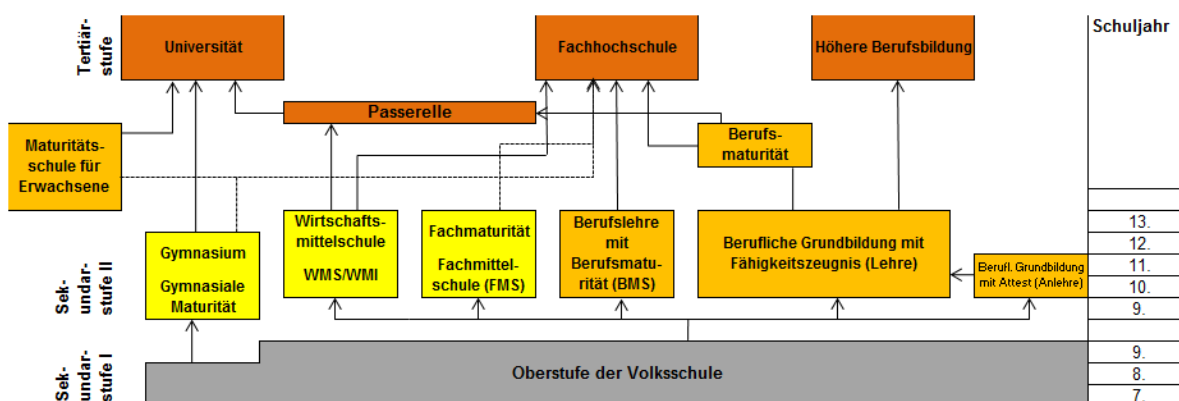 Tertiär-
stufe
Universität
Fachhochschule
Höhere Berufsbildung
Schuljahr
Passerelle
Maturitäts-
schule für
Erwachsene
Berufs-
maturität
Sek-
undar-
stufe II
Gymnasium
Gymnasiale
Maturität
Wirtschafts-
mittelschule
WMS/WMI
Fachmaturität
Fachmittel-
schule (FMS)
Berufslehre
mit
Berufsmatu-
rität (BMS)
Berufliche Grundbildung mit
Fähigkeitszeugnis (Lehre)
Berufl. Grundbildung
mit Attest (Anlehre)
13.
12.
11.
10.
9.
Sek-
undar-
stufe I
Oberstufe der Volksschule
9.
8.
7.